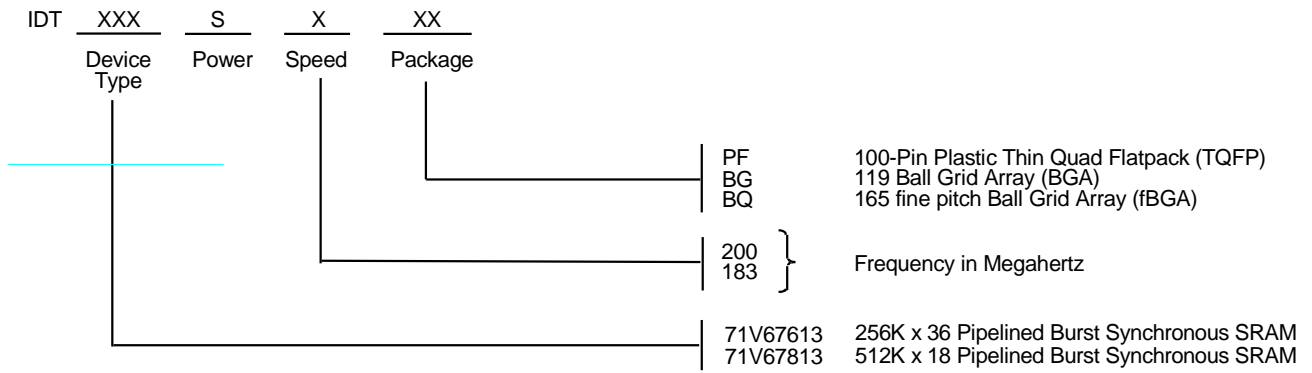 IDT XXX S X XX
Device Type Power Speed Package
PF 100-Pin Plastic Thin Quad Flatpack (TQFP)
BG 119 Ball Grid Array (BGA)
BQ 165 fine pitch Ball Grid Array (fBGA)
200
183
Frequency in Megahertz
71V67613 256K x 36 Pipelined Burst Synchronous SRAM
71V67813 512K x 18 Pipelined Burst Synchronous SRAM